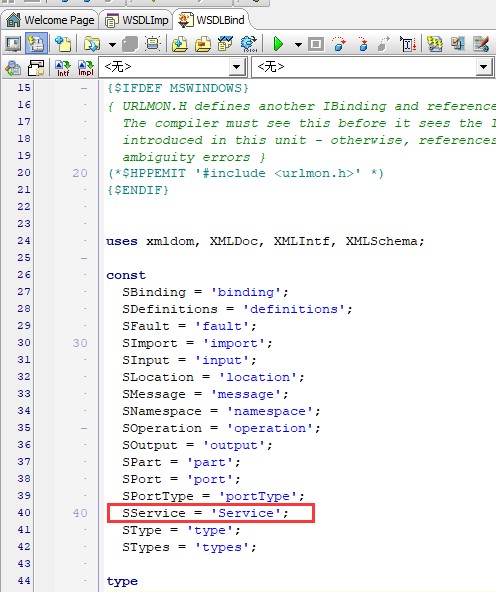 Welcome Page WSDLImp WSDLBind
Intf Impl <无> <无>
15 {$IFDEF MSWINDOWS}
16 { URLMON.H defines another IBinding and reference
17 The compiler must see this before it sees the
18 introduced in this unit - otherwise, references
19 ambiguity errors }
20 20 (*$HPPEMIT '#include <urlmon.h>' *)
21 {$ENDIF}
22
23
24 uses xmldom, XMLDoc, XMLIntf, XMLSchema;
25
26 const
27 SBinding = 'binding';
28 SDefinitions = 'definitions';
29 SFault = 'fault';
30 30 SImport = 'import';
31 SInput = 'input';
32 SLocation = 'location';
33 SMessage = 'message';
34 SNamespace = 'namespace';
35 SOperation = 'operation';
36 SOutput = 'output';
37 SPart = 'part';
38 SPort = 'port';
39 SPortType = 'portType';
40 40 SService = 'Service';
41 SType = 'type';
42 STypes = 'types';
43
44 type